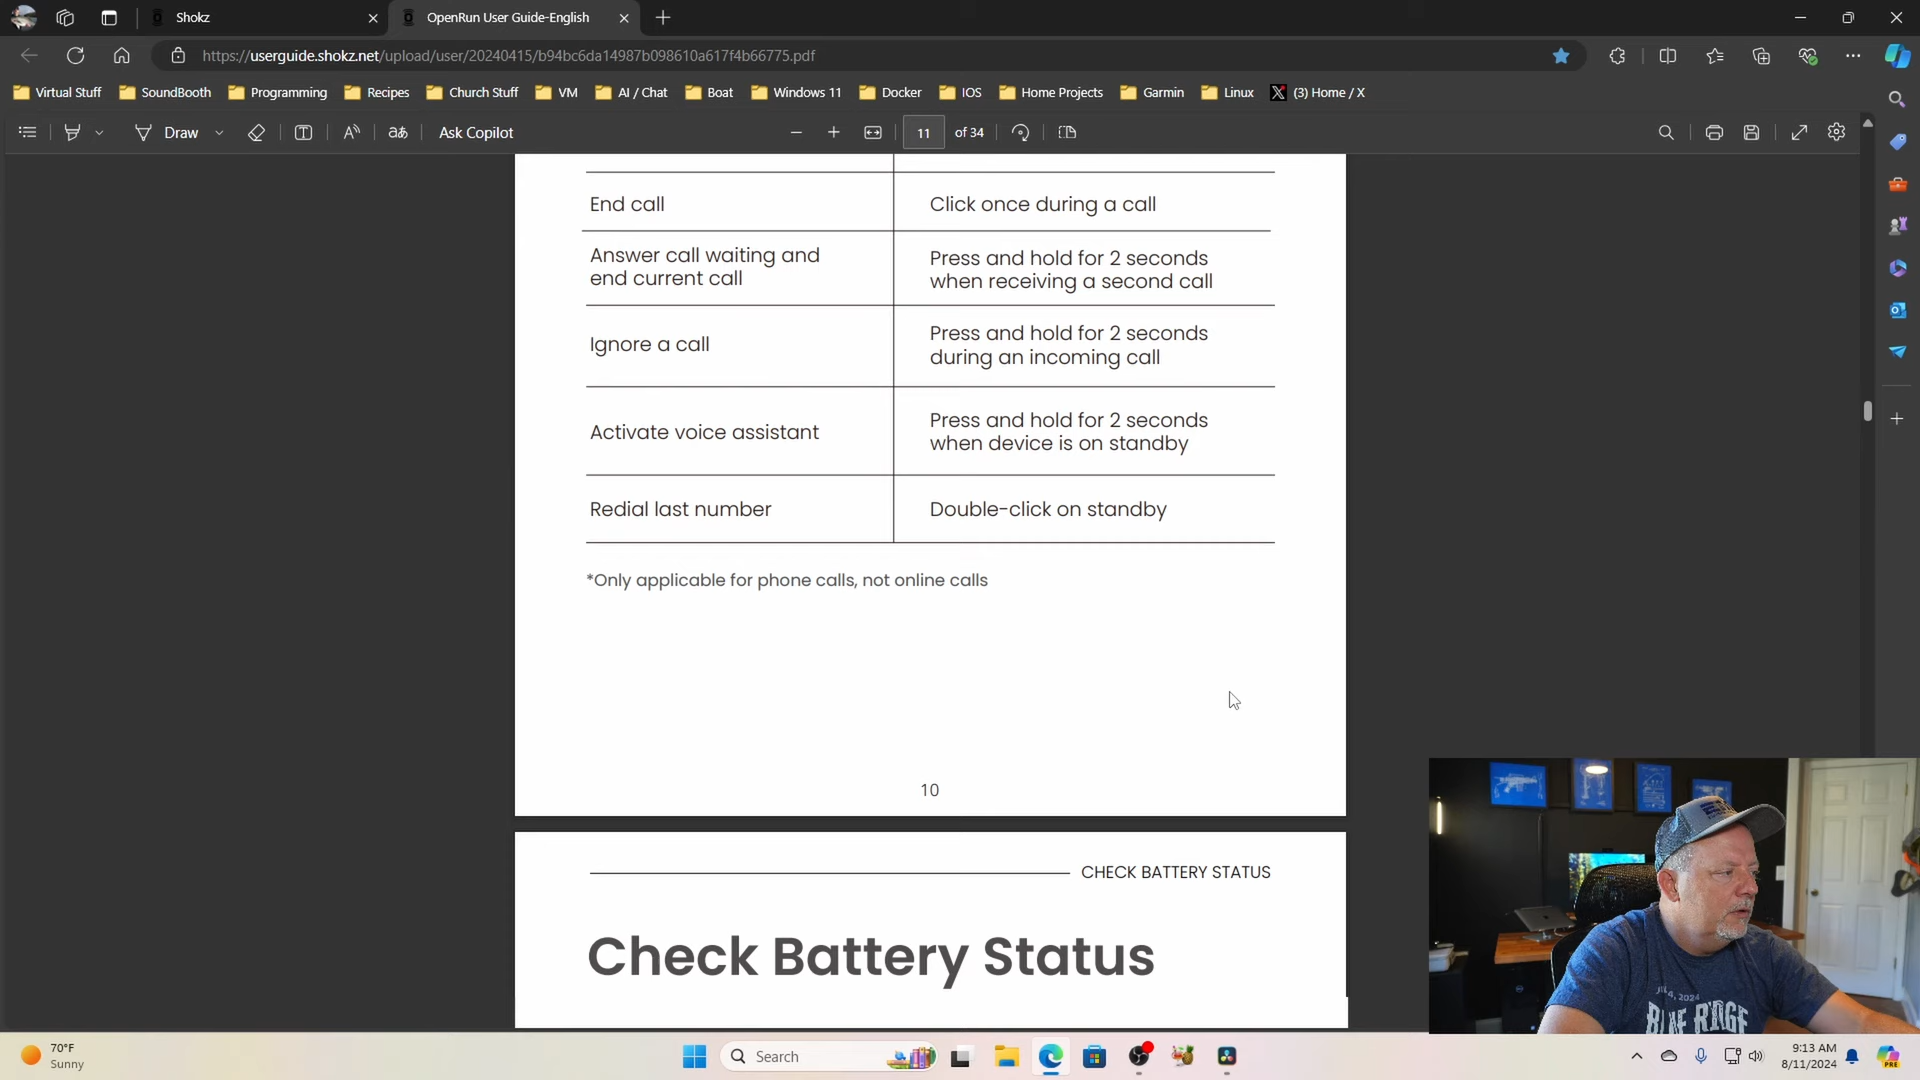 Shokz
OpenRun User Guide-English
https://userguide.shokz.net/upload/user/20240415/b94bc6da14987b098610a617f4b66775.pdf
Virtual Stuff
SoundBooth
Programming
Recipes
Church Stuff
VM
AI / Chat
Boat
Windows 11
Docker
IOS
Home Projects
Garmin
Linux
(3) Home / X
Draw
Ask Copilot
11
of 34
End call
Click once during a call
Answer call waiting and
end current call
Press and hold for 2 seconds
when receiving a second call
Ignore a call
Press and hold for 2 seconds
during an incoming call
Activate voice assistant
Press and hold for 2 seconds
when device is on standby
Redial last number
Double-click on standby
*Only applicable for phone calls, not online calls
10
CHECK BATTERY STATUS
Check Battery Status
BLUE RIDGE
70°F
Sunny
Search
9:13 AM
8/11/2024
PRE